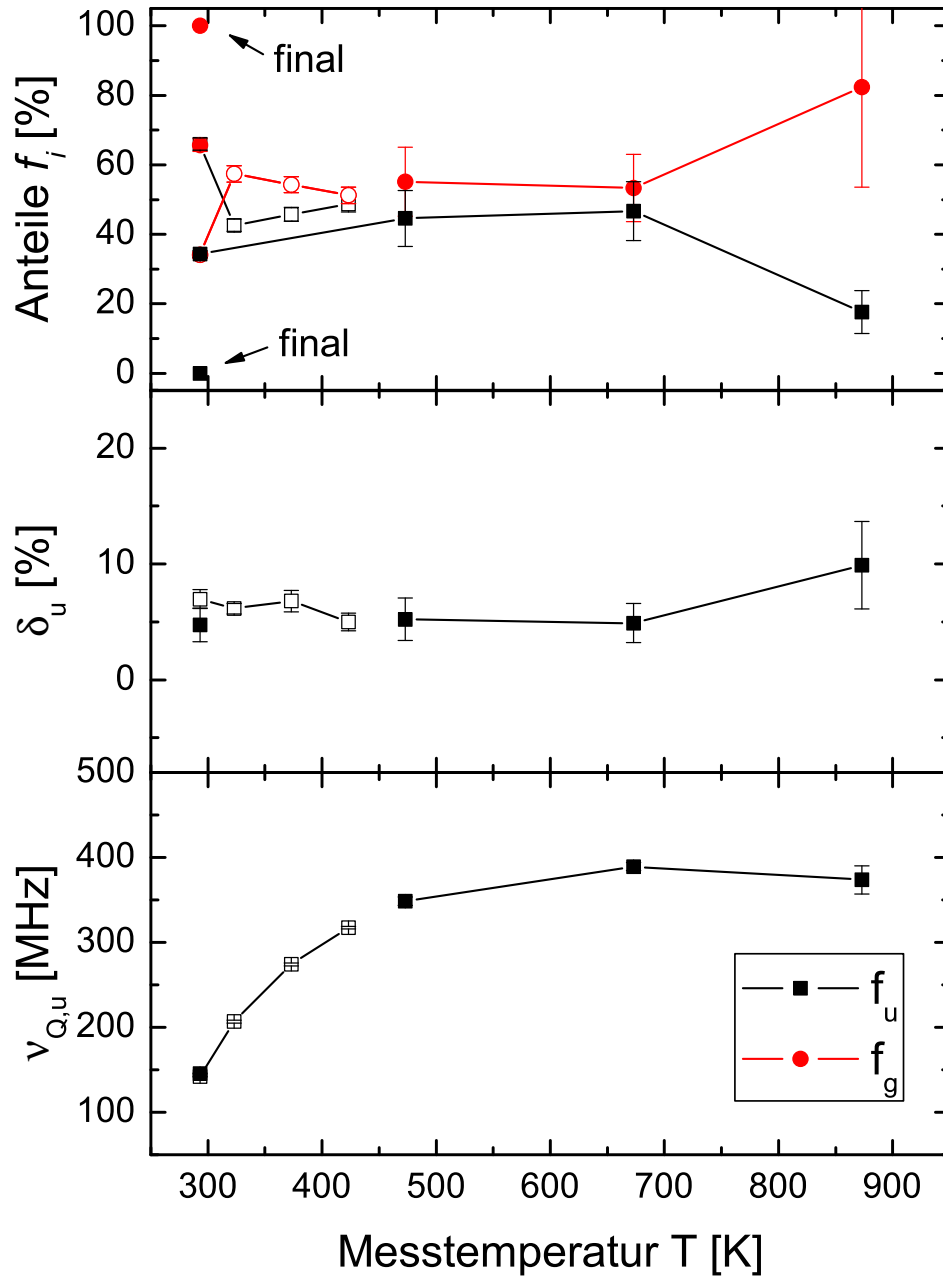 100
80
60
40
20
0
Anteile f_i [%]
final
final
20
10
0
δ_u [%]
500
400
300
200
100
ν_Q,u [MHz]
f_u
f_g
300 400 500 600 700 800 900
Messtemperatur T [K]